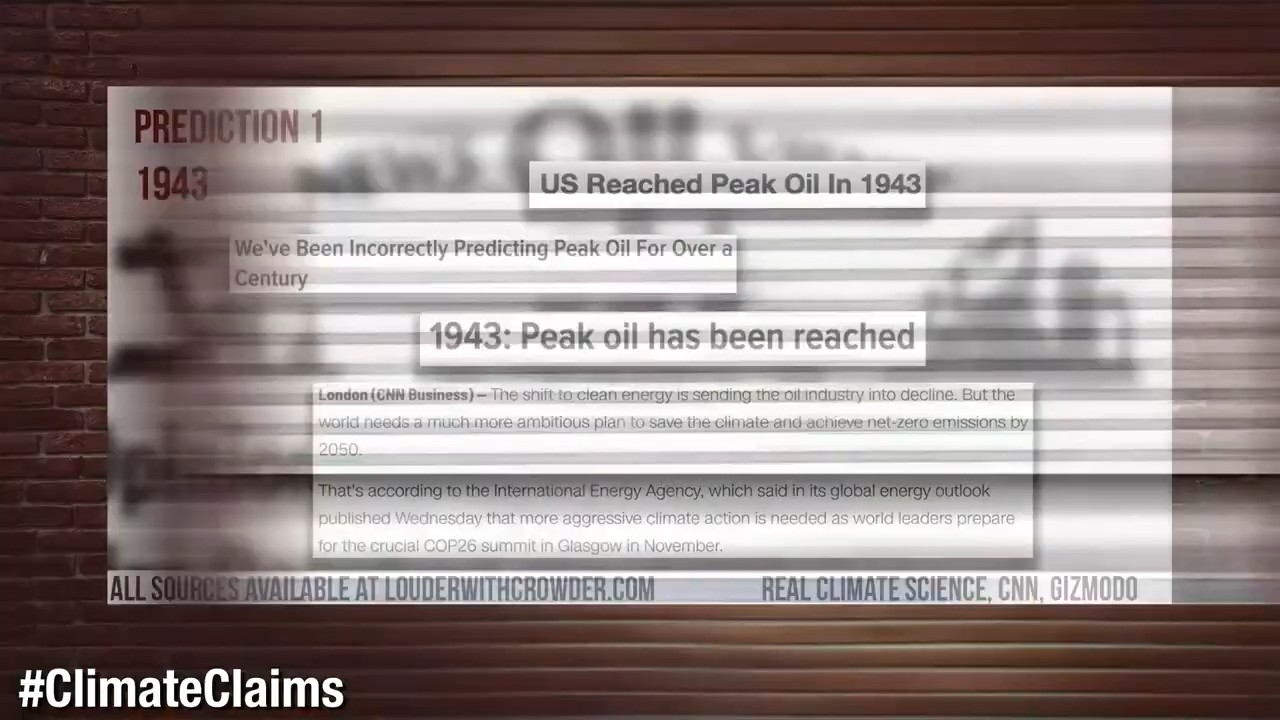 PREDICTION 1
1943
US Reached Peak Oil In 1943
We've Been Incorrectly Predicting Peak Oil For Over a
Century
1943: Peak oil has been reached
London (CNN Business) – The shift to clean energy is sending the oil industry into decline. But the
world needs a much more ambitious plan to save the climate and achieve net-zero emissions by
2050.
That's according to the International Energy Agency, which said in its global energy outlook
published Wednesday that more aggressive climate action is needed as world leaders prepare
for the crucial COP26 summit in Glasgow in November.
ALL SOURCES AVAILABLE AT LOUDERWITHCROWDER.COM
REAL CLIMATE SCIENCE, CNN, GIZMODO
#ClimateClaims